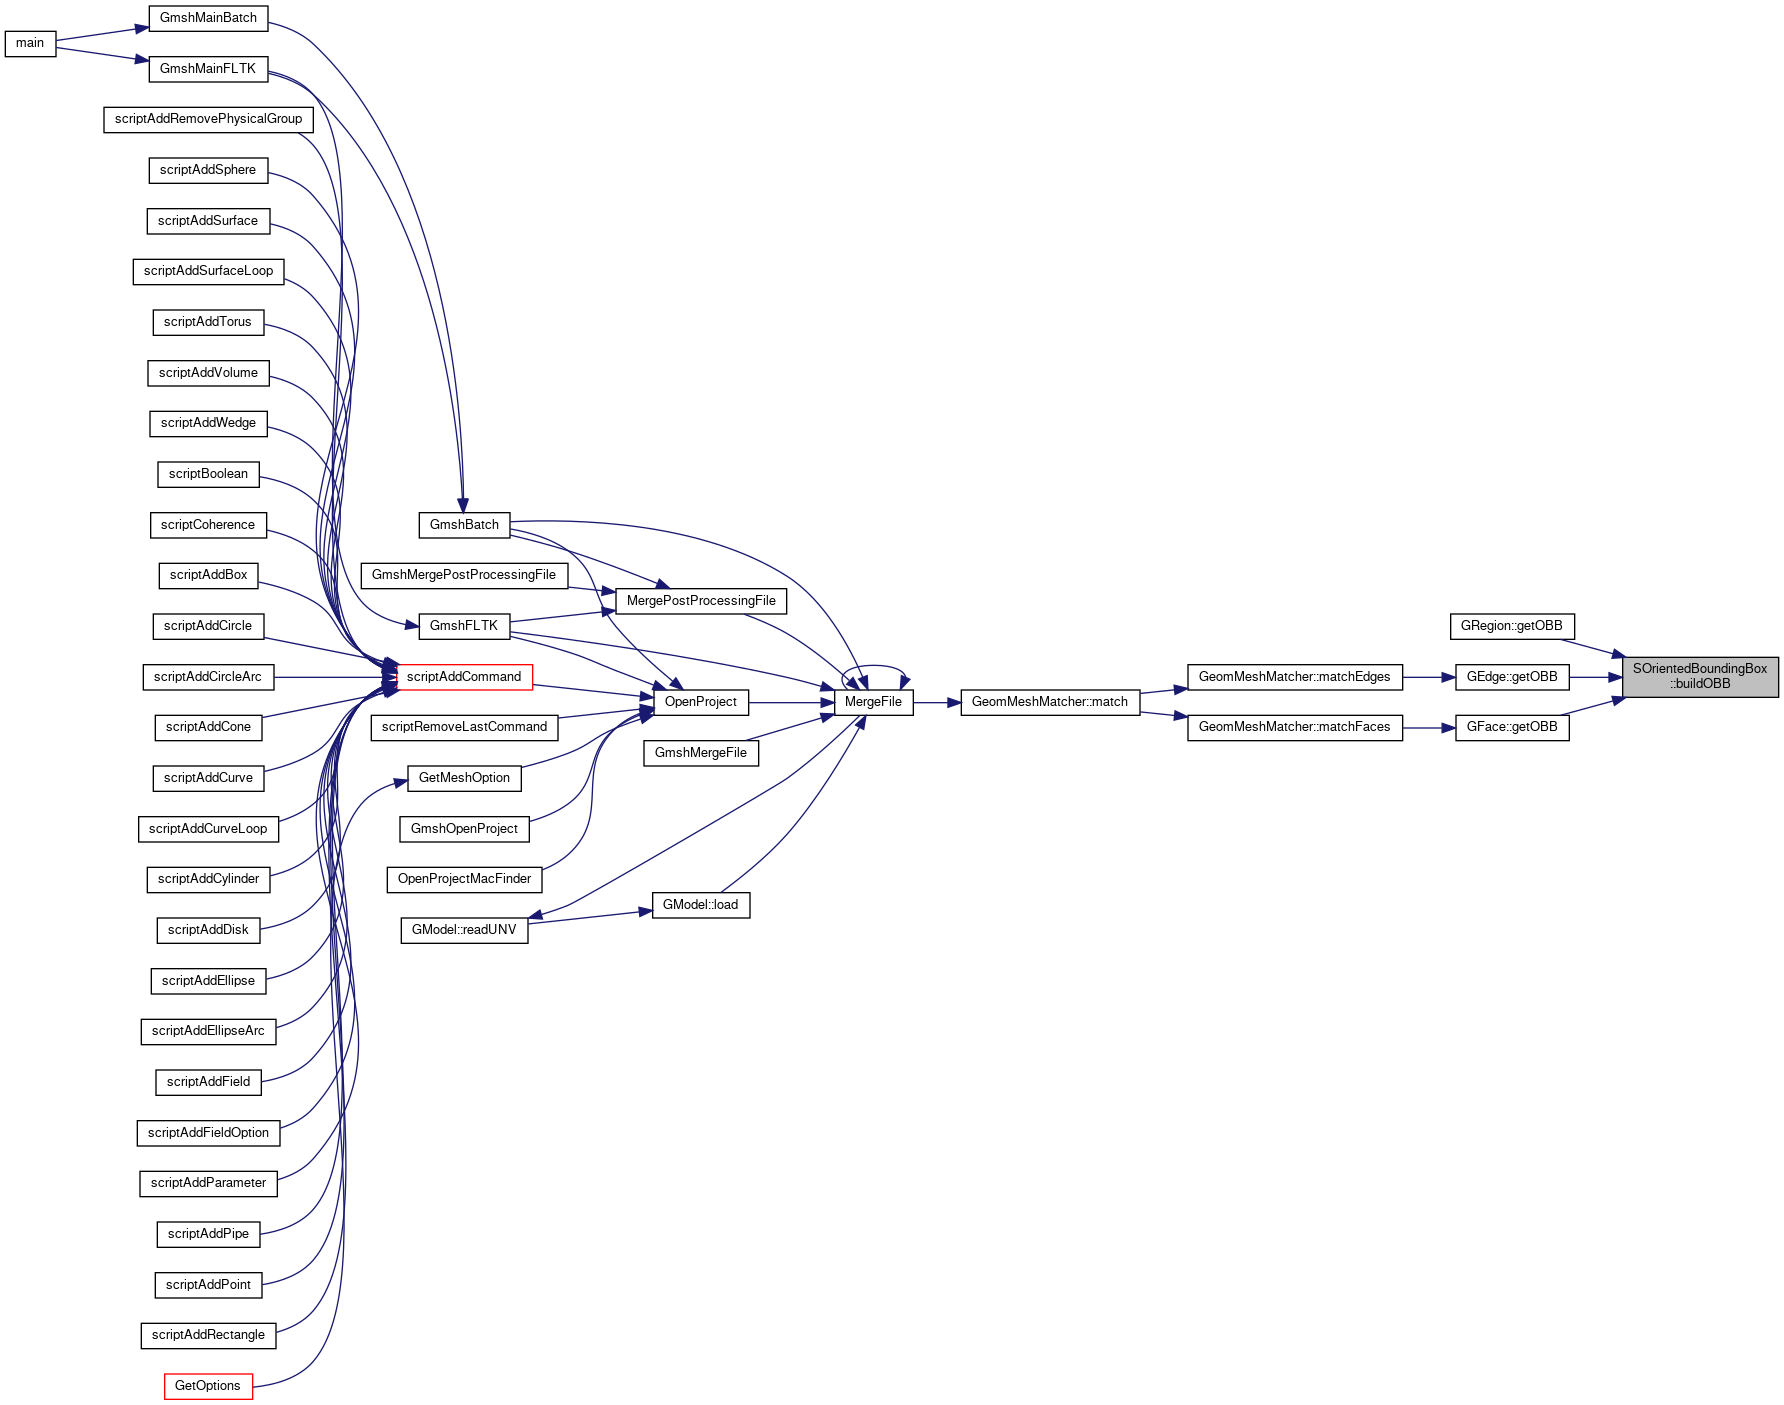 main
GmshMainBatch
GmshMainFLTK
scriptAddRemovePhysicalGroup
scriptAddSphere
scriptAddSurface
scriptAddSurfaceLoop
scriptAddTorus
scriptAddVolume
scriptAddWedge
scriptBoolean
scriptCoherence
scriptAddBox
scriptAddCircle
scriptAddCircleArc
scriptAddCone
scriptAddCurve
scriptAddCurveLoop
scriptAddCylinder
scriptAddDisk
scriptAddEllipse
scriptAddEllipseArc
scriptAddField
scriptAddFieldOption
scriptAddParameter
scriptAddPipe
scriptAddPoint
scriptAddRectangle
GetOptions
GmshBatch
GmshMergePostProcessingFile
GmshFLTK
scriptAddCommand
scriptRemoveLastCommand
GetMeshOption
GmshOpenProject
OpenProjectMacFinder
GModel::readUNV
MergePostProcessingFile
OpenProject
GmshMergeFile
GModel::load
MergeFile
GeomMeshMatcher::match
GeomMeshMatcher::matchEdges
GeomMeshMatcher::matchFaces
GRegion::getOBB
GEdge::getOBB
GFace::getOBB
SOrientedBoundingBox
::buildOBB